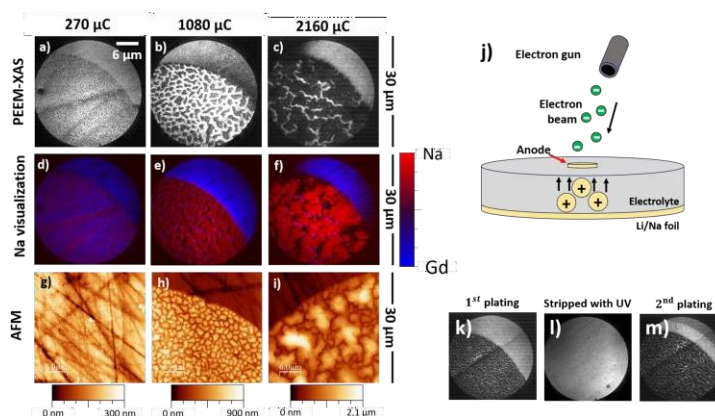 270 µC
1080 µC
2160 µC
PEEM-XAS
a)
6 µm
b)
c)
30 µm
Na visualization
d)
e)
f)
30 µm
Na
Gd
AFM
g)
h)
i)
30 µm
0 nm
300 nm
0 nm
900 nm
0 nm
2.1 µm
j)
Electron gun
Electron
beam
Anode
Electrolyte
Li/Na foil
1st plating
Stripped with UV
2nd plating
k)
l)
m)